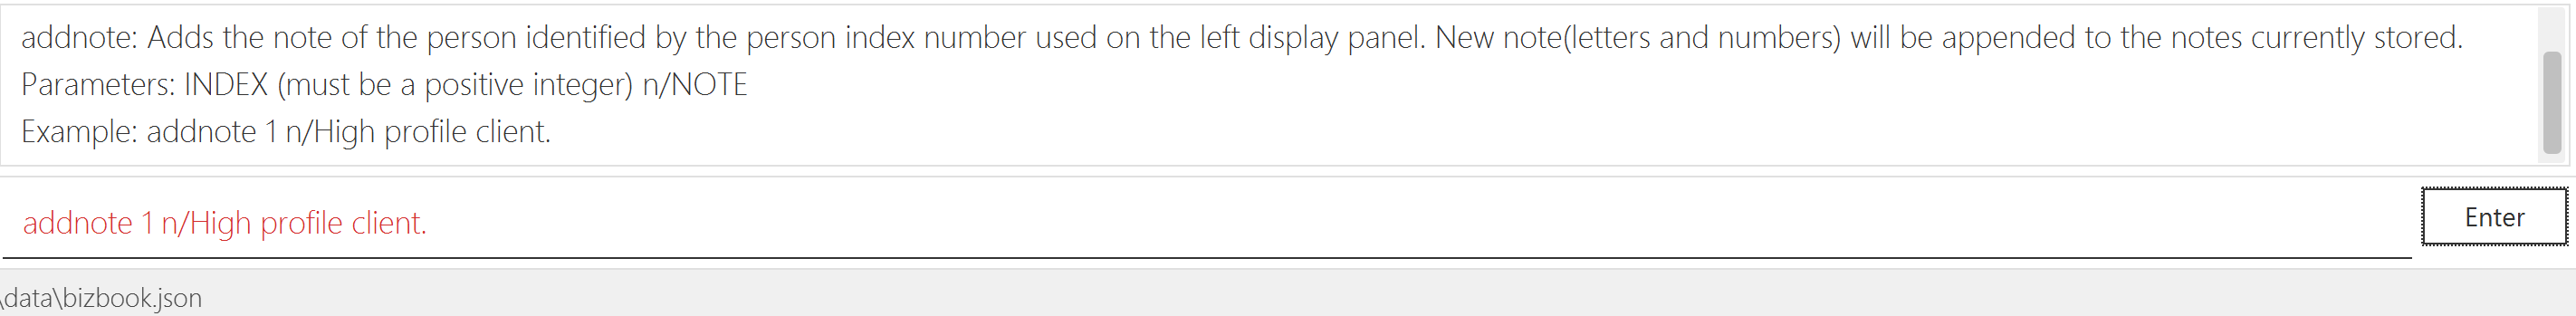 addnote: Adds the note of the person identified by the person index number used on the left display panel. New note(letters and numbers) will be appended to the notes currently stored.
Parameters: INDEX (must be a positive integer) n/NOTE
Example: addnote 1 n/High profile client.
addnote 1 n/High profile client.
Enter
\data\bizbook.json